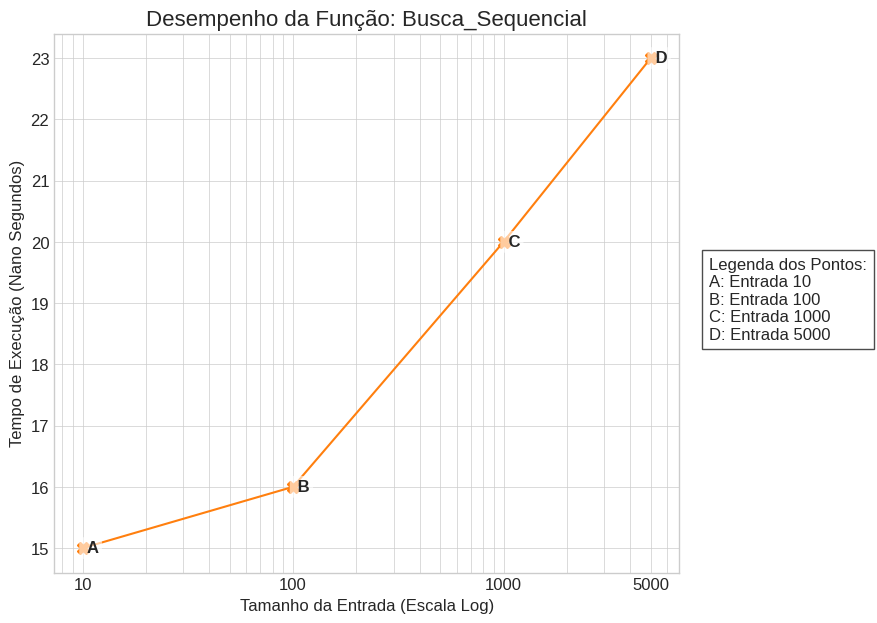 Desempenho da Função: Busca_Sequencial
Tempo de Execução (Nano Segundos)
23
22
21
20
19
18
17
16
15
A
B
C
D
10
100
1000
5000
Tamanho da Entrada (Escala Log)
Legenda dos Pontos:
A: Entrada 10
B: Entrada 100
C: Entrada 1000
D: Entrada 5000